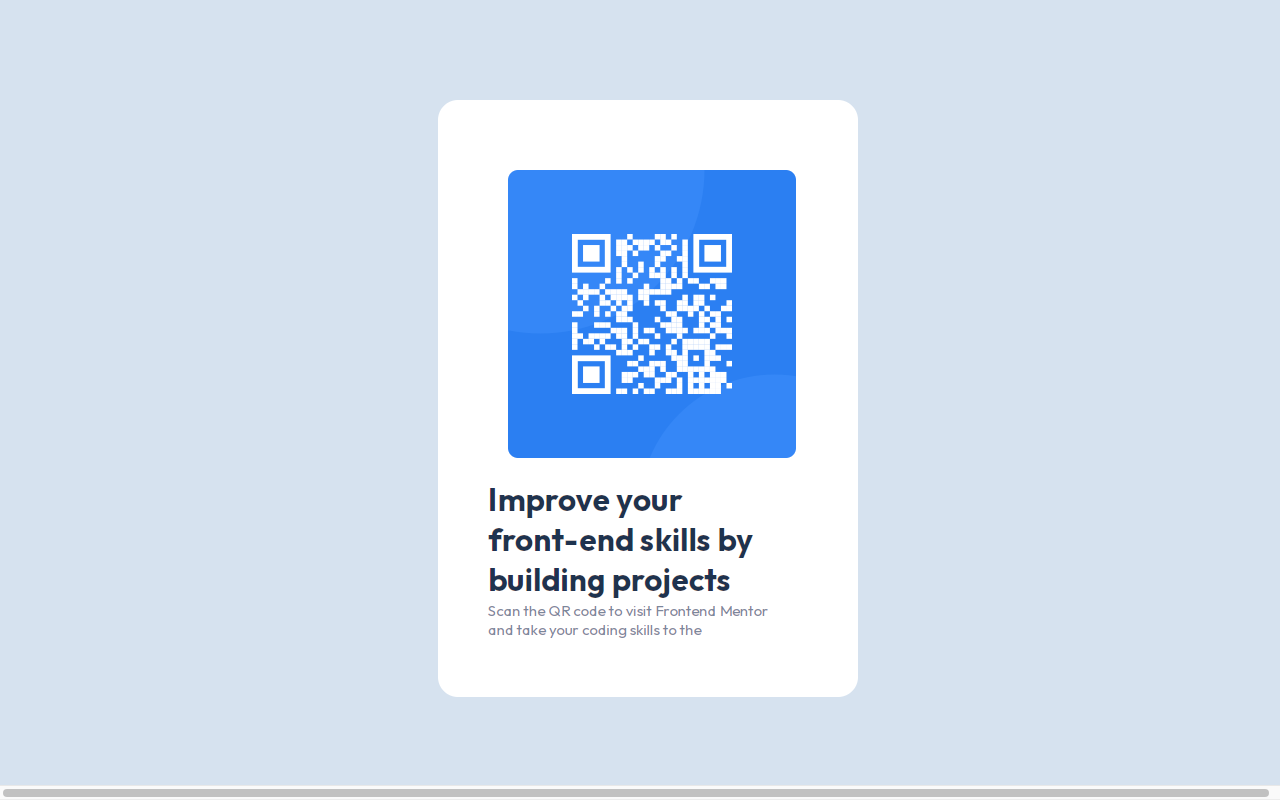 Improve your
front-end skills by
building projects
Scan the QR code to visit Frontend Mentor
and take your coding skills to the